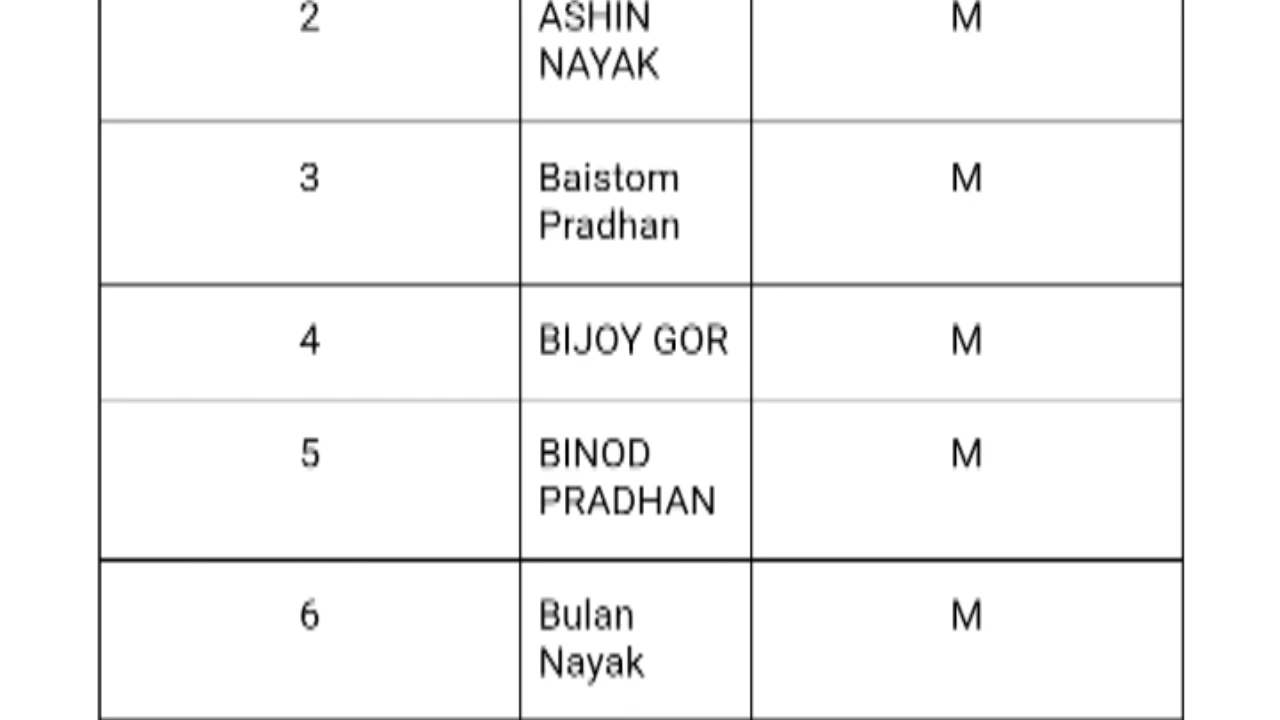 2 ASHIN M
NAYAK
3 Baistom M
Pradhan
4 BIJOY GOR M
5 BINOD M
PRADHAN
6 Bulan M
Nayak